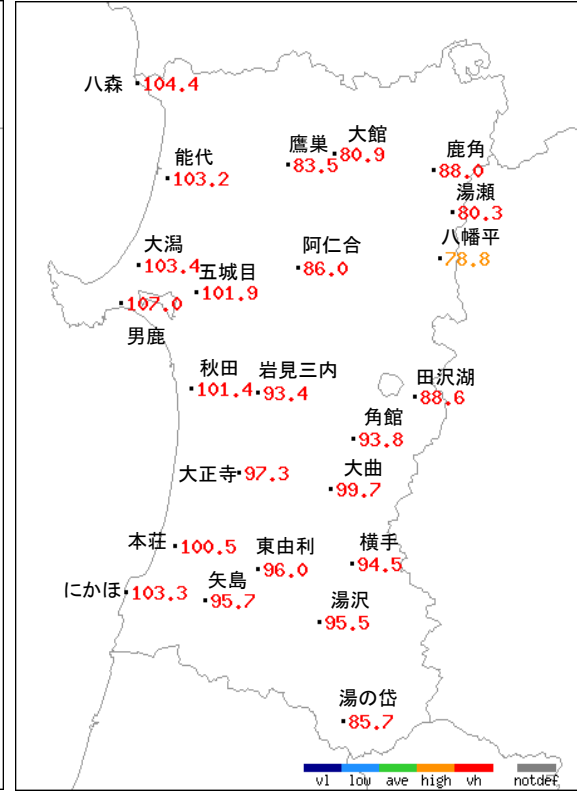 八森 104.4
大館
鷹巣 80.9
83.5
能代
103.2
鹿角
88.0
湯瀬
80.3
八幡平
78.8
大潟
103.4
阿仁合
86.0
五城目
101.9
107.0
男鹿
秋田
101.4
岩見三内
93.4
田沢湖
88.6
角館
93.8
大正寺 97.3
大曲
99.7
本荘 100.5
東由利
96.0
横手
94.5
にかほ 103.3
矢島
95.7
湯沢
95.5
湯の岱
85.7
vl low ave high vh notdef